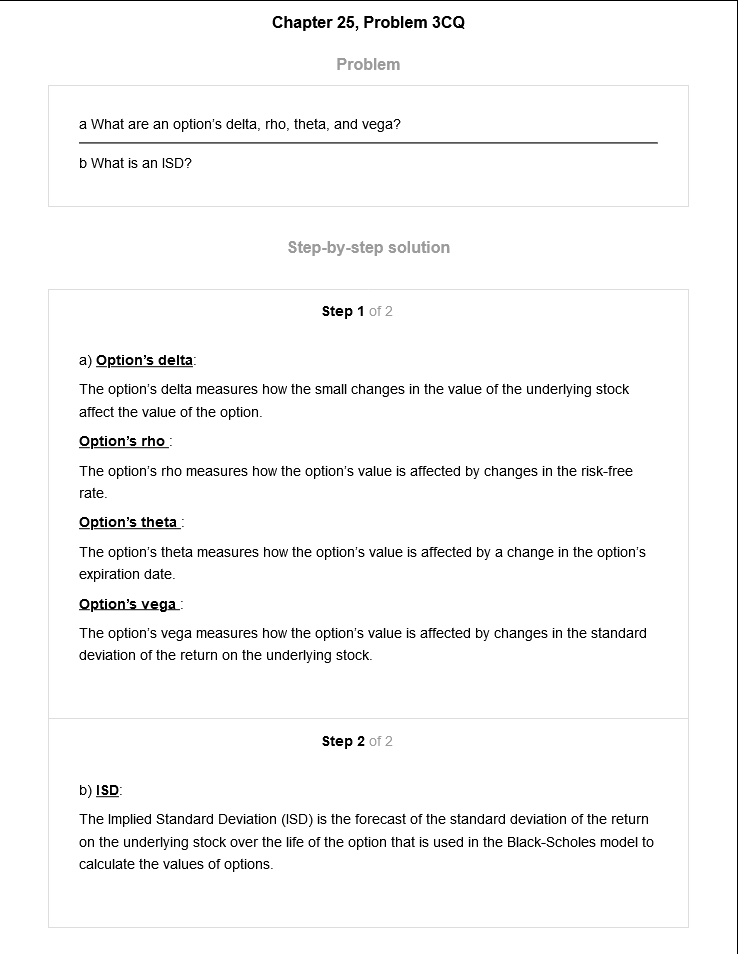 Chapter 25, Problem 3CQ
Problem
a What are an option's delta, rho, theta, and vega?
b What is an ISD?
Step-by-step solution
Step 1 of 2
a) Option's delta:
The option's delta measures how the small changes in the value of the underlying stock
affect the value of the option.
Option's rho :
The option's rho measures how the option's value is affected by changes in the risk-free
rate.
Option's theta :
The option's theta measures how the option's value is affected by a change in the option's
expiration date.
Option's vega :
The option's vega measures how the option's value is affected by changes in the standard
deviation of the return on the underlying stock.
Step 2 of 2
b) ISD:
The Implied Standard Deviation (ISD) is the forecast of the standard deviation of the return
on the underlying stock over the life of the option that is used in the Black-Scholes model to
calculate the values of options.